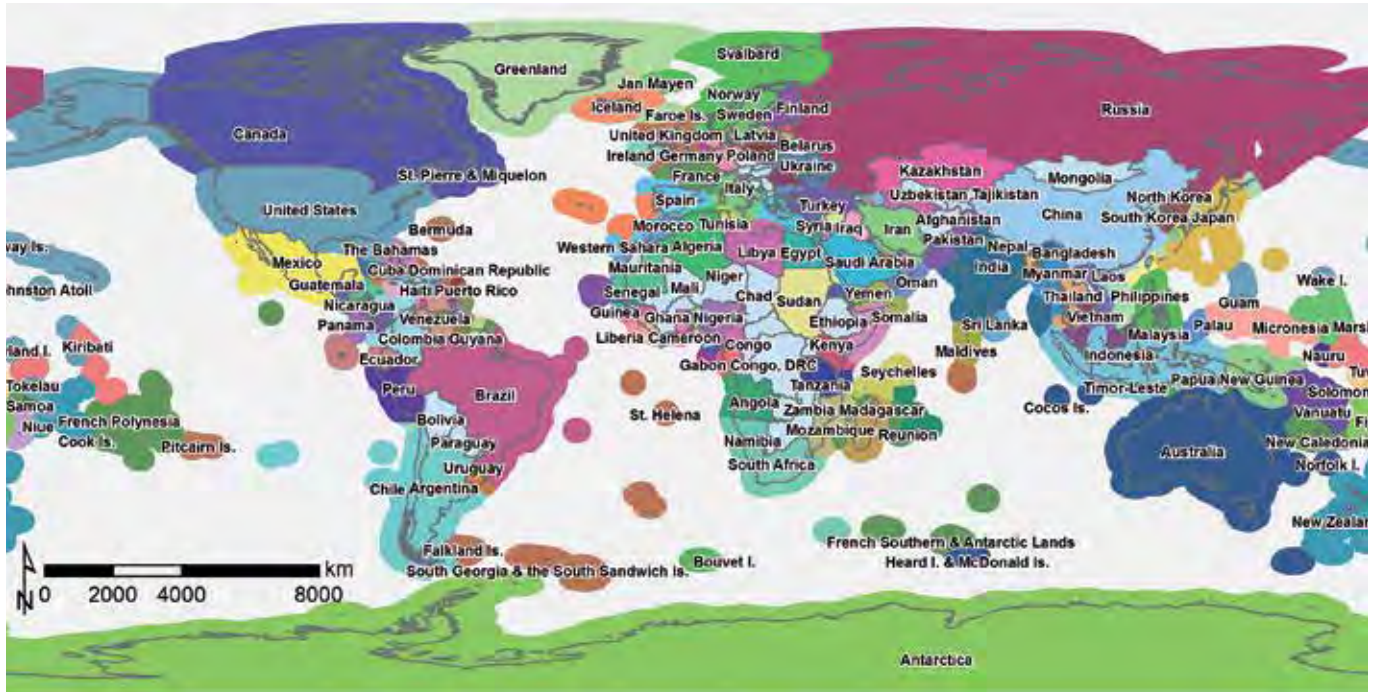 Svalbard
Greenland
Jan Mayen
Norway
Iceland
Finland
Russia
Faroe Is. Sweden
Canada
United Kingdom Latvia
Belarus
Ireland Germany Poland
Ukraine
France
Kazakhstan
St. Pierre & Miquelon
Mongolia
Italy
Uzbekistan Tajikistan
North Korea
Spain
Turkey
United States
China
South Korea Japan
Afghanistan
Bermuda
Morocco Tunisia
Syria Iraq
Iran
Pakistan
way Is.
The Bahamas
Western Sahara Algeria
Libya Egypt
Nepal
Bangladesh
Mexico
Saudi Arabia
India
Cuba Dominican Republic
Mauritania
Niger
Myanmar Laos
Guatemala
Oman
Wake I.
hnston Atoll
Haiti Puerto Rico
Senegal Mali
Chad
Sudan
Yemen
Thailand Philippines
Guam
Nicaragua
Guinea
Ghana Nigeria
Ethiopia
Somalia
Vietnam
Panama
Venezuela
Sri Lanka
Palau
Micronesia Mars
Colombia Guyana
Liberia Cameroon
Congo
Kenya
Malaysia
rland I.
Kiribati
Maldives
Indonesia
Nauru
Ecuador
Gabon Congo, DRC
Seychelles
Tokelau
Peru
Brazil
Tanzania
Timor-Leste
Papua New Guinea
Tuv
Samoa
Cocos Is.
Solomon
Angola
Zambia Madagascar
St. Helena
Vanuatu
Niue
French Polynesia
Bolivia
Mozambique
Reunion
Fi
Cook Is.
Pitcairn Is.
Paraguay
Namibia
New Caledonia
Australia
Uruguay
South Africa
Norfolk I.
Chile Argentina
New Zealan
French Southern & Antarctic Lands
Falkland Is.
Bouvet I.
Heard I. & McDonald Is.
South Georgia & the South Sandwich Is.
km
N
0 2000 4000 8000
Antarctica